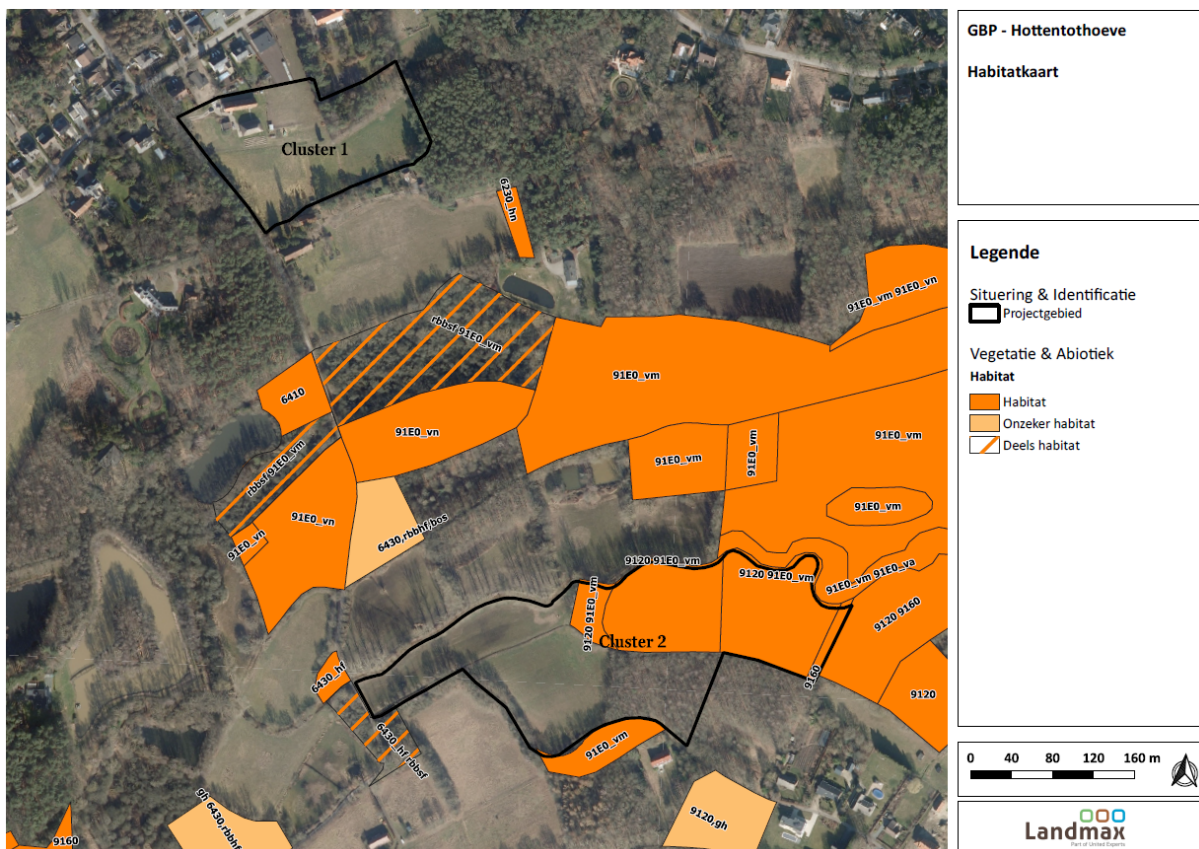 GBP - Hottentothoeve
Habitatkaart
Legende
Situering & Identificatie
Projectgebied
Vegetatie & Abiotiek
Habitat
Habitat
Onzeker habitat
Deels habitat
0 40 80 120 160 m
Landmax
Part of United Experts
Cluster 1
6230_hn
91E0_vm 91E0_vn
rbbsf 91E0_vm
91E0_vm
6410
91E0_vn
91E0_vm
91E0_vm
91E0_vm
rbbsf 91E0_vm
91E0_vn
91E0_vm
91E0_vn
6430,rbbhf,bos
9120 91E0_vm
9120 91E0_vm
91E0_vm 91E0_va
9120 91E0_vm
9120 9160
Cluster 2
6430_hf
9160
9120
6430_hf rbbsf
91E0_vm
gh 6430,rbbhf
9120,gh
9160